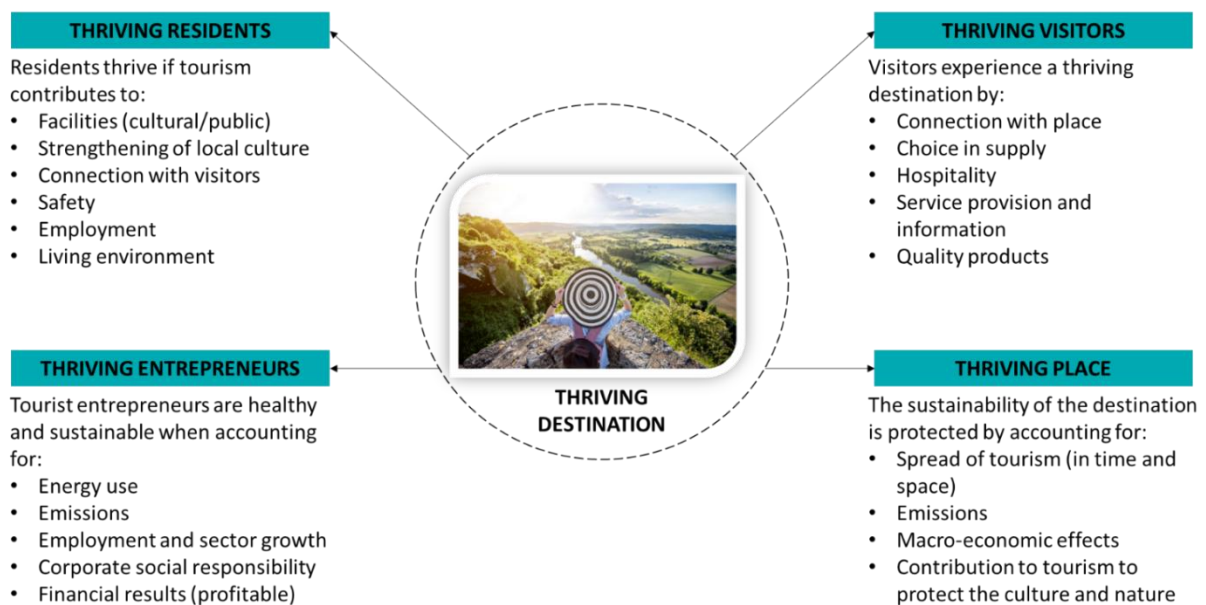 THRIVING RESIDENTS
Residents thrive if tourism
contributes to:
• Facilities (cultural/public)
• Strengthening of local culture
• Connection with visitors
• Safety
• Employment
• Living environment
THRIVING VISITORS
Visitors experience a thriving
destination by:
• Connection with place
• Choice in supply
• Hospitality
• Service provision and
information
• Quality products
THRIVING
DESTINATION
THRIVING ENTREPRENEURS
Tourist entrepreneurs are healthy
and sustainable when accounting
for:
• Energy use
• Emissions
• Employment and sector growth
• Corporate social responsibility
• Financial results (profitable)
THRIVING PLACE
The sustainability of the destination
is protected by accounting for:
• Spread of tourism (in time and
space)
• Emissions
• Macro-economic effects
• Contribution to tourism to
protect the culture and nature